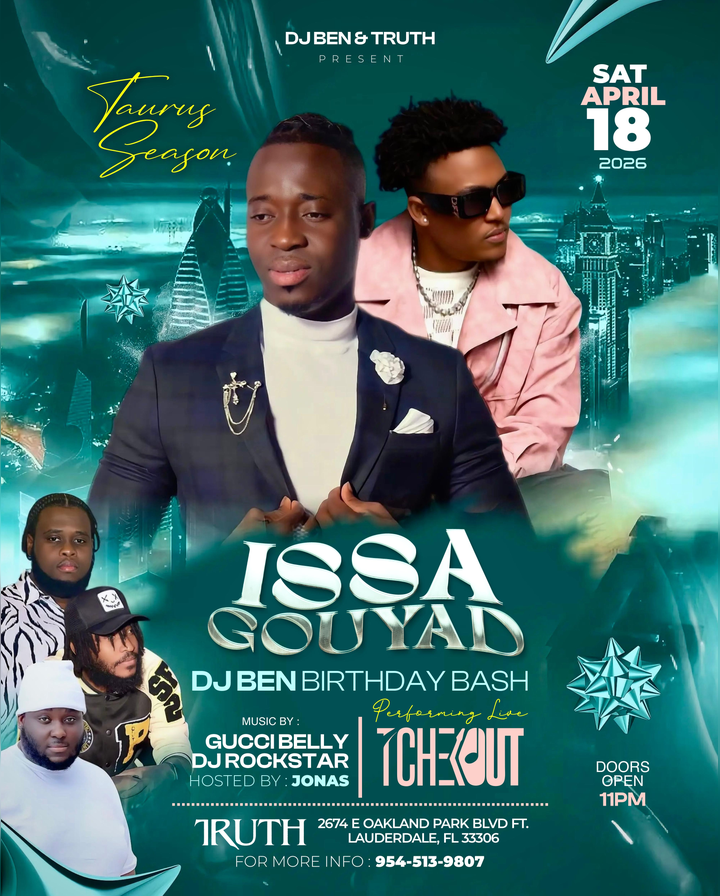 DJ BEN & TRUTH
PRESENT
Taurus
Season
SAT
APRIL
18
2026
ISSA
GOUYAD
DJ BEN BIRTHDAY BASH
MUSIC BY :
GUCCI BELLY
DJ ROCKSTAR
HOSTED BY : JONAS
Performing Live
TCHEKOUT
DOORS
OPEN
11PM
TRUTH
2674 E OAKLAND PARK BLVD FT.
LAUDERDALE, FL 33306
FOR MORE INFO : 954-513-9807